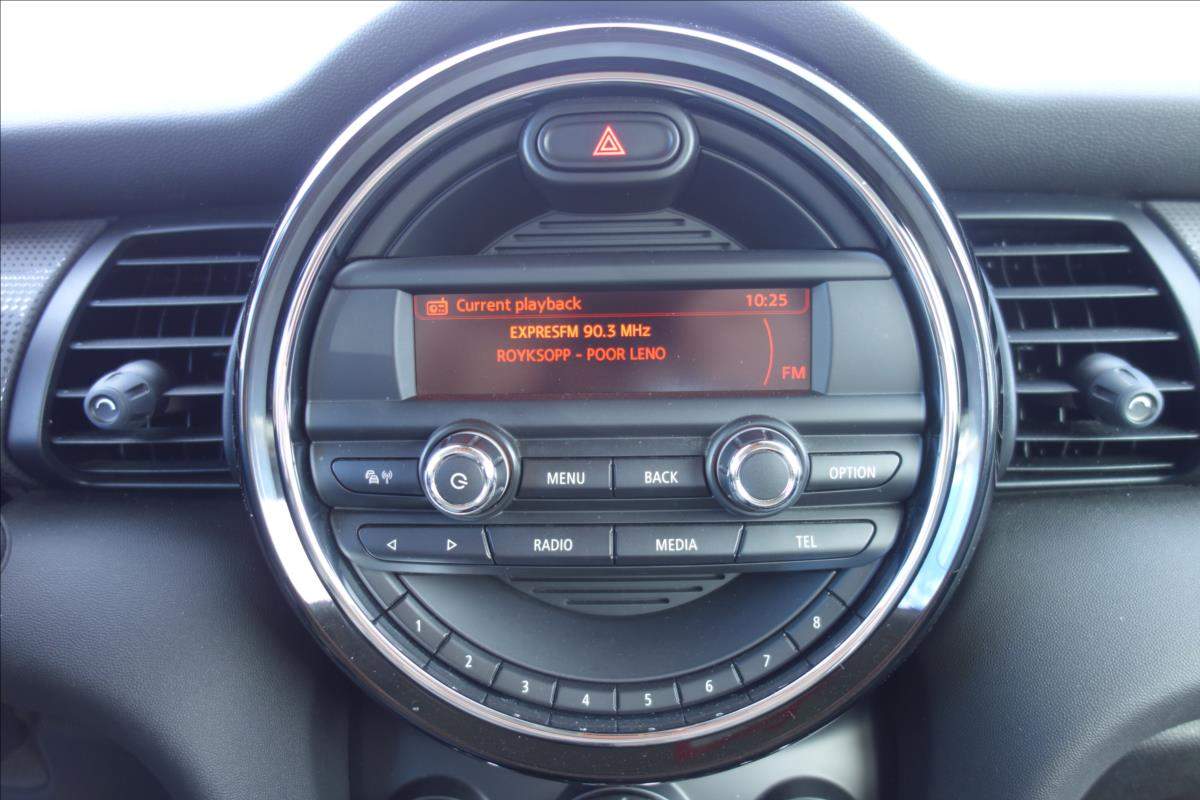 Current playback 10:25
EXPRESFM 90.3 MHz
ROYKSOPP - POOR LENO
FM
MENU BACK OPTION
RADIO MEDIA TEL
1 2 3 4 5 6 7 8